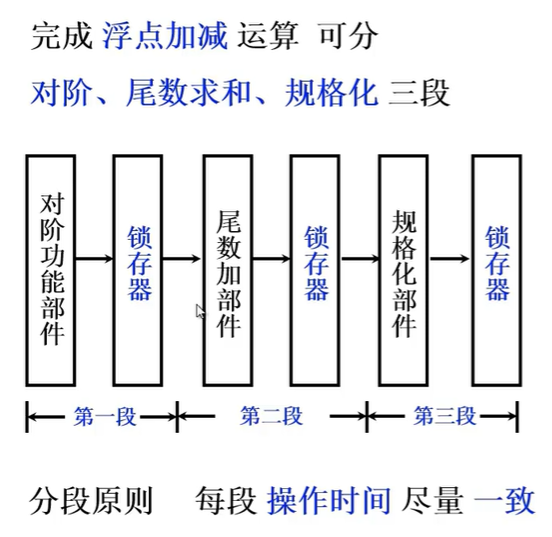 完成 浮点加减 运算 可分
对阶、尾数求和、规格化 三段
对阶功能部件
锁存器
尾数加部件
锁存器
规格化部件
锁存器
第一段
第二段
第三段
分段原则 每段 操作时间 尽量 一致